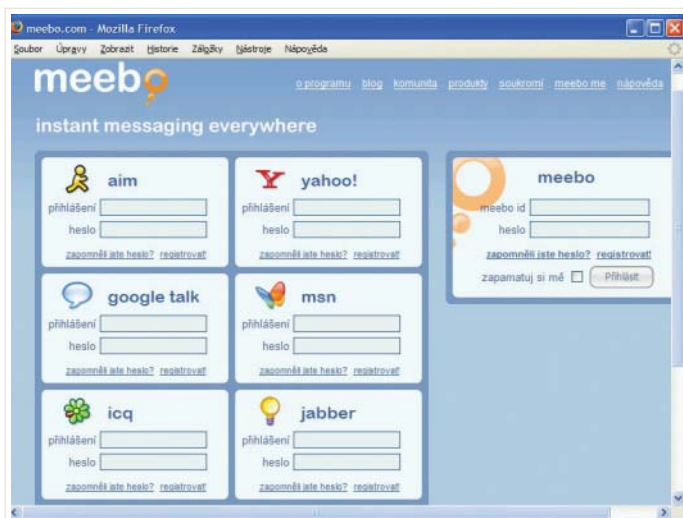 meebo.com - Mozilla Firefox
Soubor Úpravy Zobrazit Historie Záložky Nástroje Nápověda
meebo
o programu blog komunita produkty soukromí meebo me nápověda
instant messaging everywhere
aim
přihlášení
heslo
zapomněli jste heslo? registrovat!
yahoo!
přihlášení
heslo
zapomněli jste heslo? registrovat!
meebo
meebo id
heslo
zapomněli jste heslo? registrovat!
zapamatuj si mě Přihlásit
google talk
přihlášení
heslo
zapomněli jste heslo? registrovat!
msn
přihlášení
heslo
zapomněli jste heslo? registrovat!
icq
přihlášení
heslo
zapomněli jste heslo? registrovat!
jabber
přihlášení
heslo
zapomněli jste heslo? registrovat!